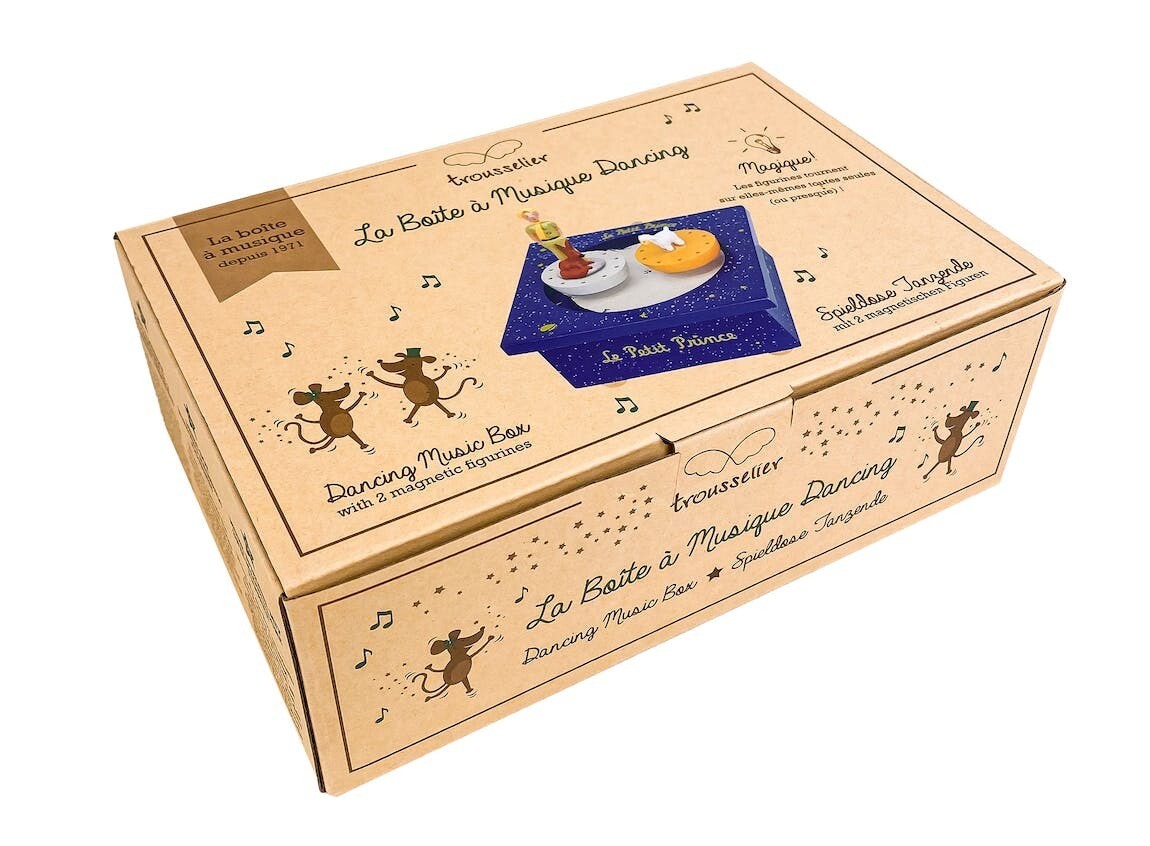 trousselier
La Boîte à Musique Dancing
La boîte
à musique
depuis 1971
Magique!
Les figurines tournent
sur elles-mêmes toutes seules
(ou presque) !
Le Petit Prince
Le Petit Prince
Spieldose Tanzende
mit 2 magnetischen Figuren
Dancing Music Box
with 2 magnetic figurines
trousselier
La Boîte à Musique Dancing
Dancing Music Box ★ Spieldose Tanzende